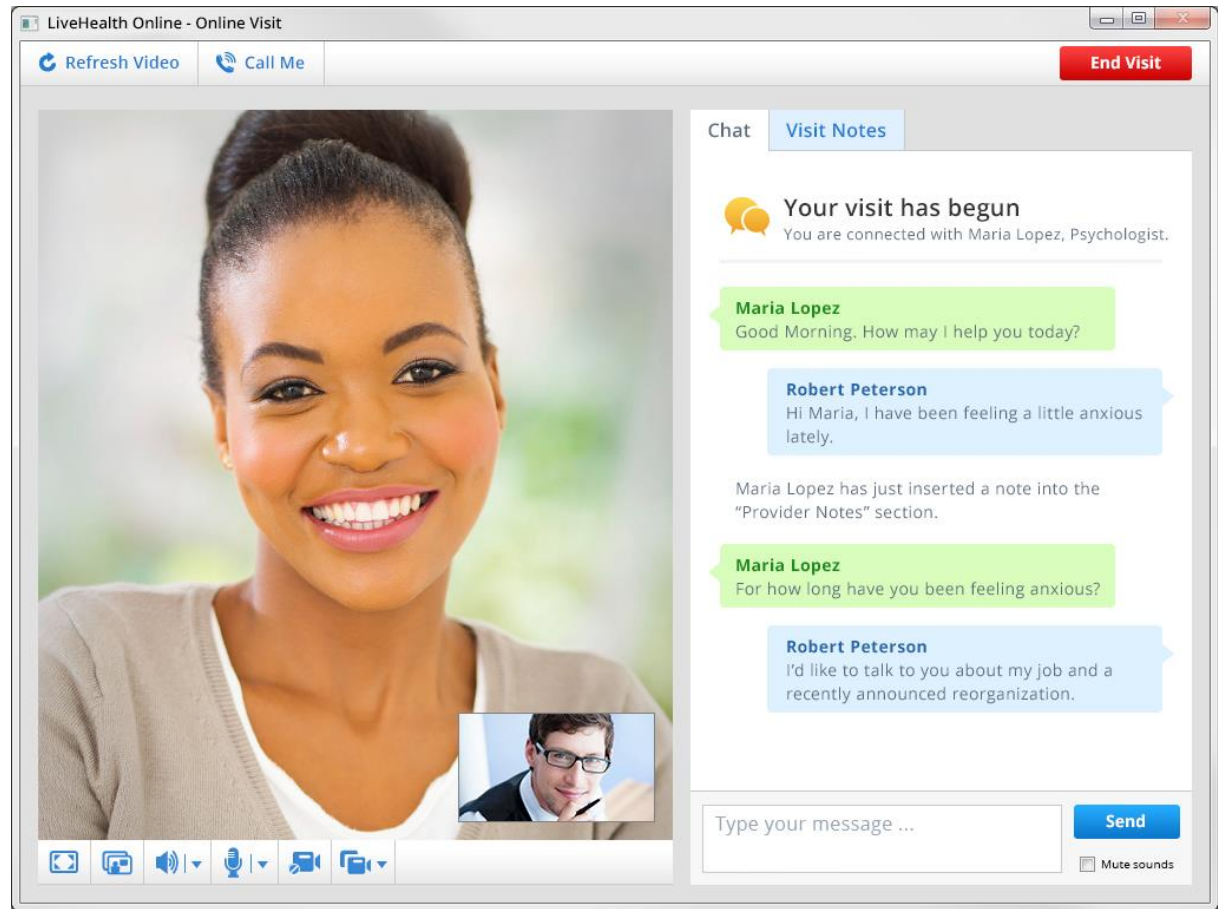 LiveHealth Online - Online Visit
Refresh Video
Call Me
End Visit
Chat
Visit Notes
Your visit has begun
You are connected with Maria Lopez, Psychologist.
Maria Lopez
Good Morning. How may I help you today?
Robert Peterson
Hi Maria, I have been feeling a little anxious
lately.
Maria Lopez has just inserted a note into the
“Provider Notes” section.
Maria Lopez
For how long have you been feeling anxious?
Robert Peterson
I'd like to talk to you about my job and a
recently announced reorganization.
Type your message ...
Send
Mute sounds